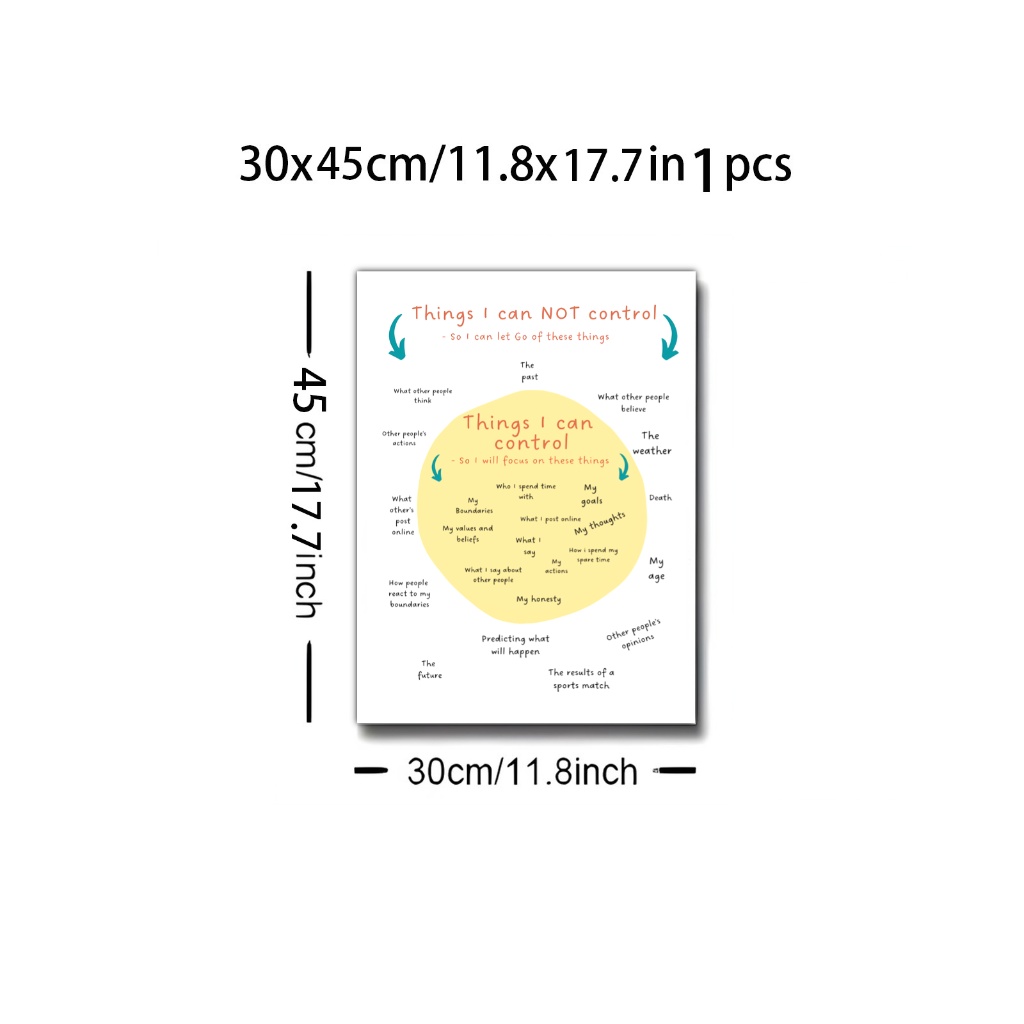 30x45cm/11.8x17.7in 1 pcs
45 cm/17.7inch
Things I can NOT control
- So I can let Go of these things
The
past
What other people
think
What other people
believe
Things I can
control
- So I will focus on these things
Other people's
actions
The
weather
Who I spend time
with
My
goals
My
Boundaries
What
other's
post
online
Death
What I post online
My thoughts
My values and
beliefs
What I
say
How i spend my
spare time
My
actions
What I say about
other people
My
age
How people
react to my
boundaries
My honesty
Predicting what
will happen
Other people's
opinions
The
future
The results of a
sports match
30cm/11.8inch